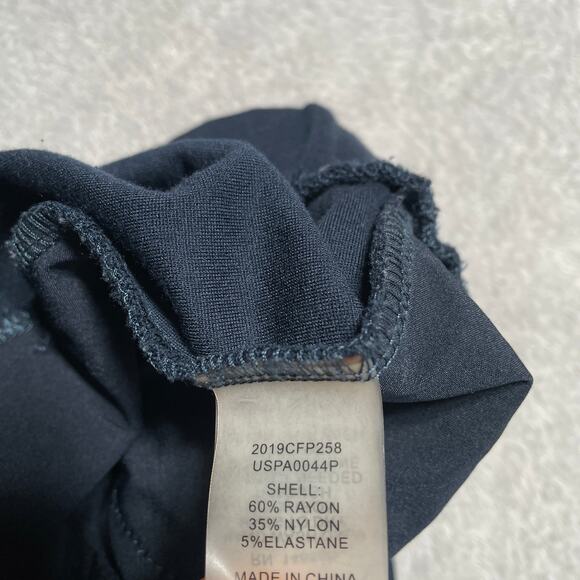 2019CFP258
USPA0044P
SHELL:
60% RAYON
35% NYLON
5%ELASTANE
MADE IN CHINA